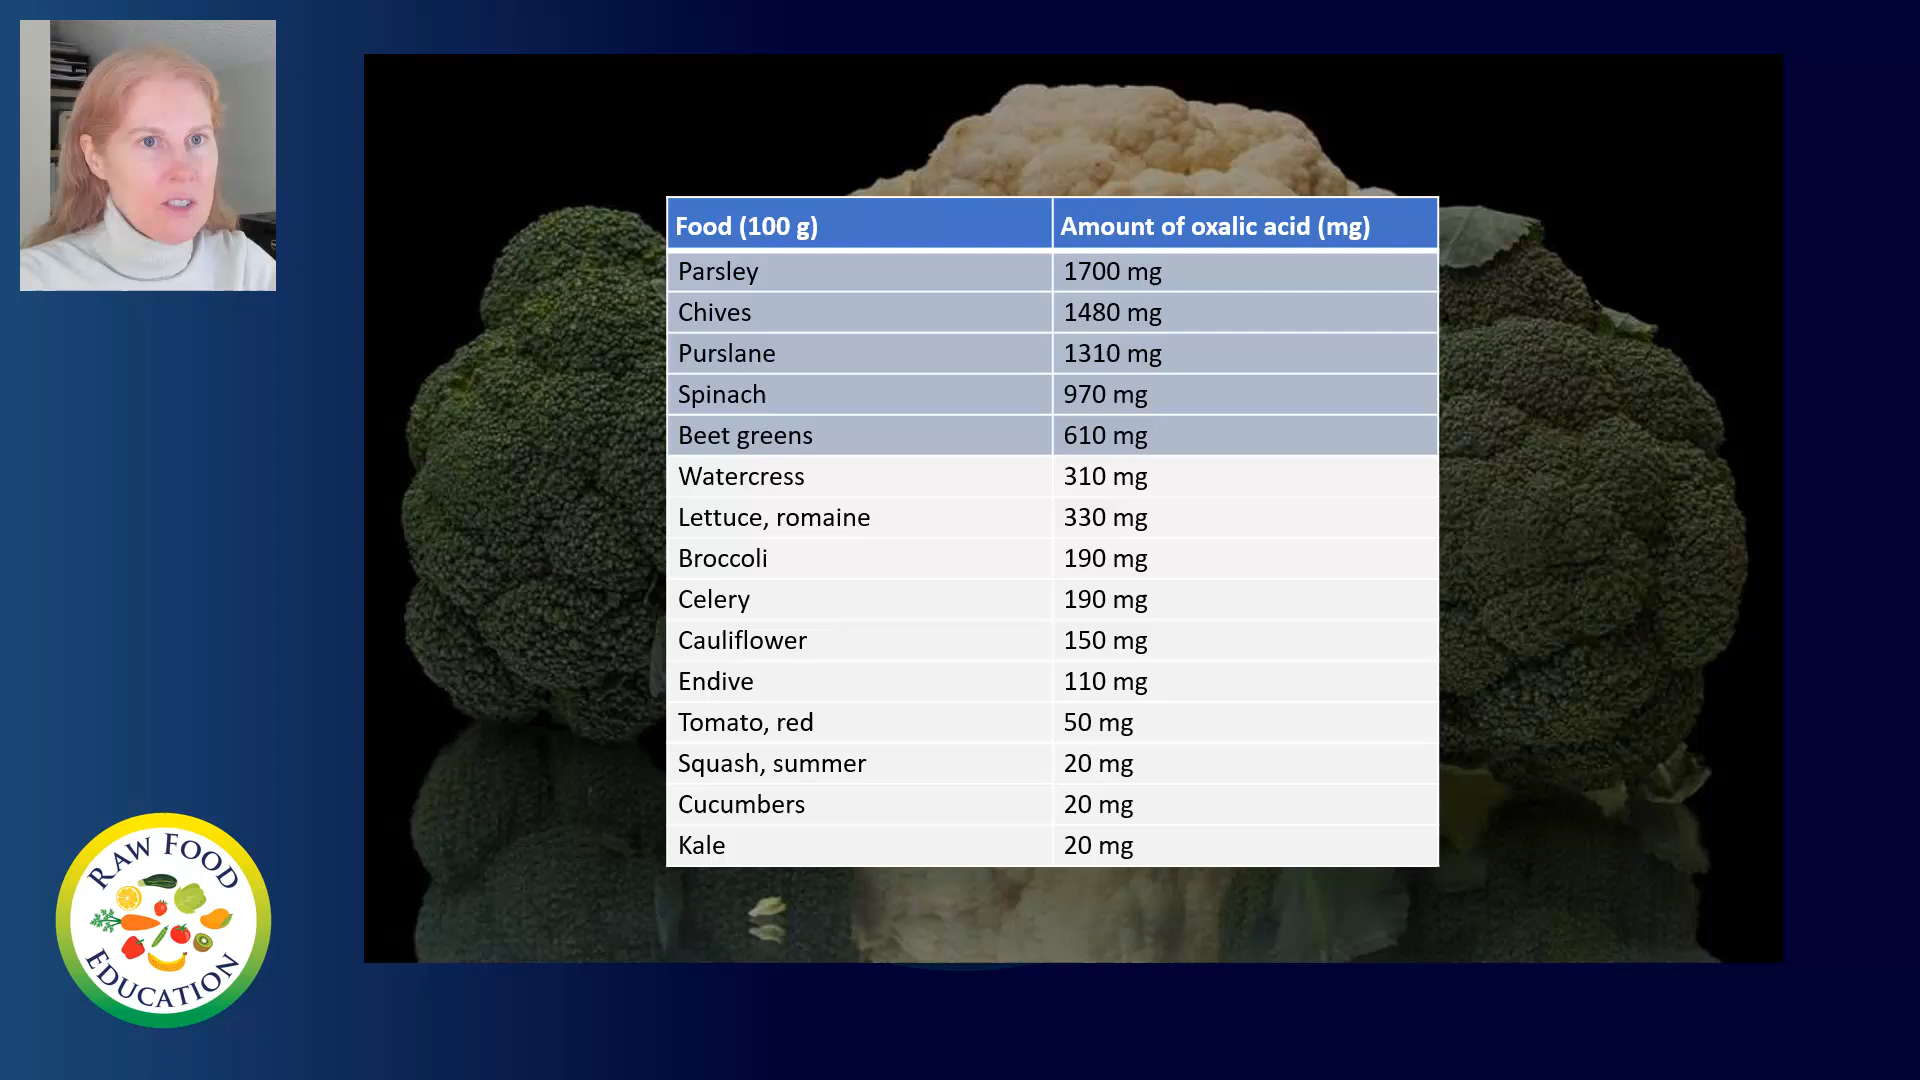 Food (100 g) Amount of oxalic acid (mg)
Parsley 1700 mg
Chives 1480 mg
Purslane 1310 mg
Spinach 970 mg
Beet greens 610 mg
Watercress 310 mg
Lettuce, romaine 330 mg
Broccoli 190 mg
Celery 190 mg
Cauliflower 150 mg
Endive 110 mg
Tomato, red 50 mg
Squash, summer 20 mg
Cucumbers 20 mg
Kale 20 mg
RAW FOOD
EDUCATION